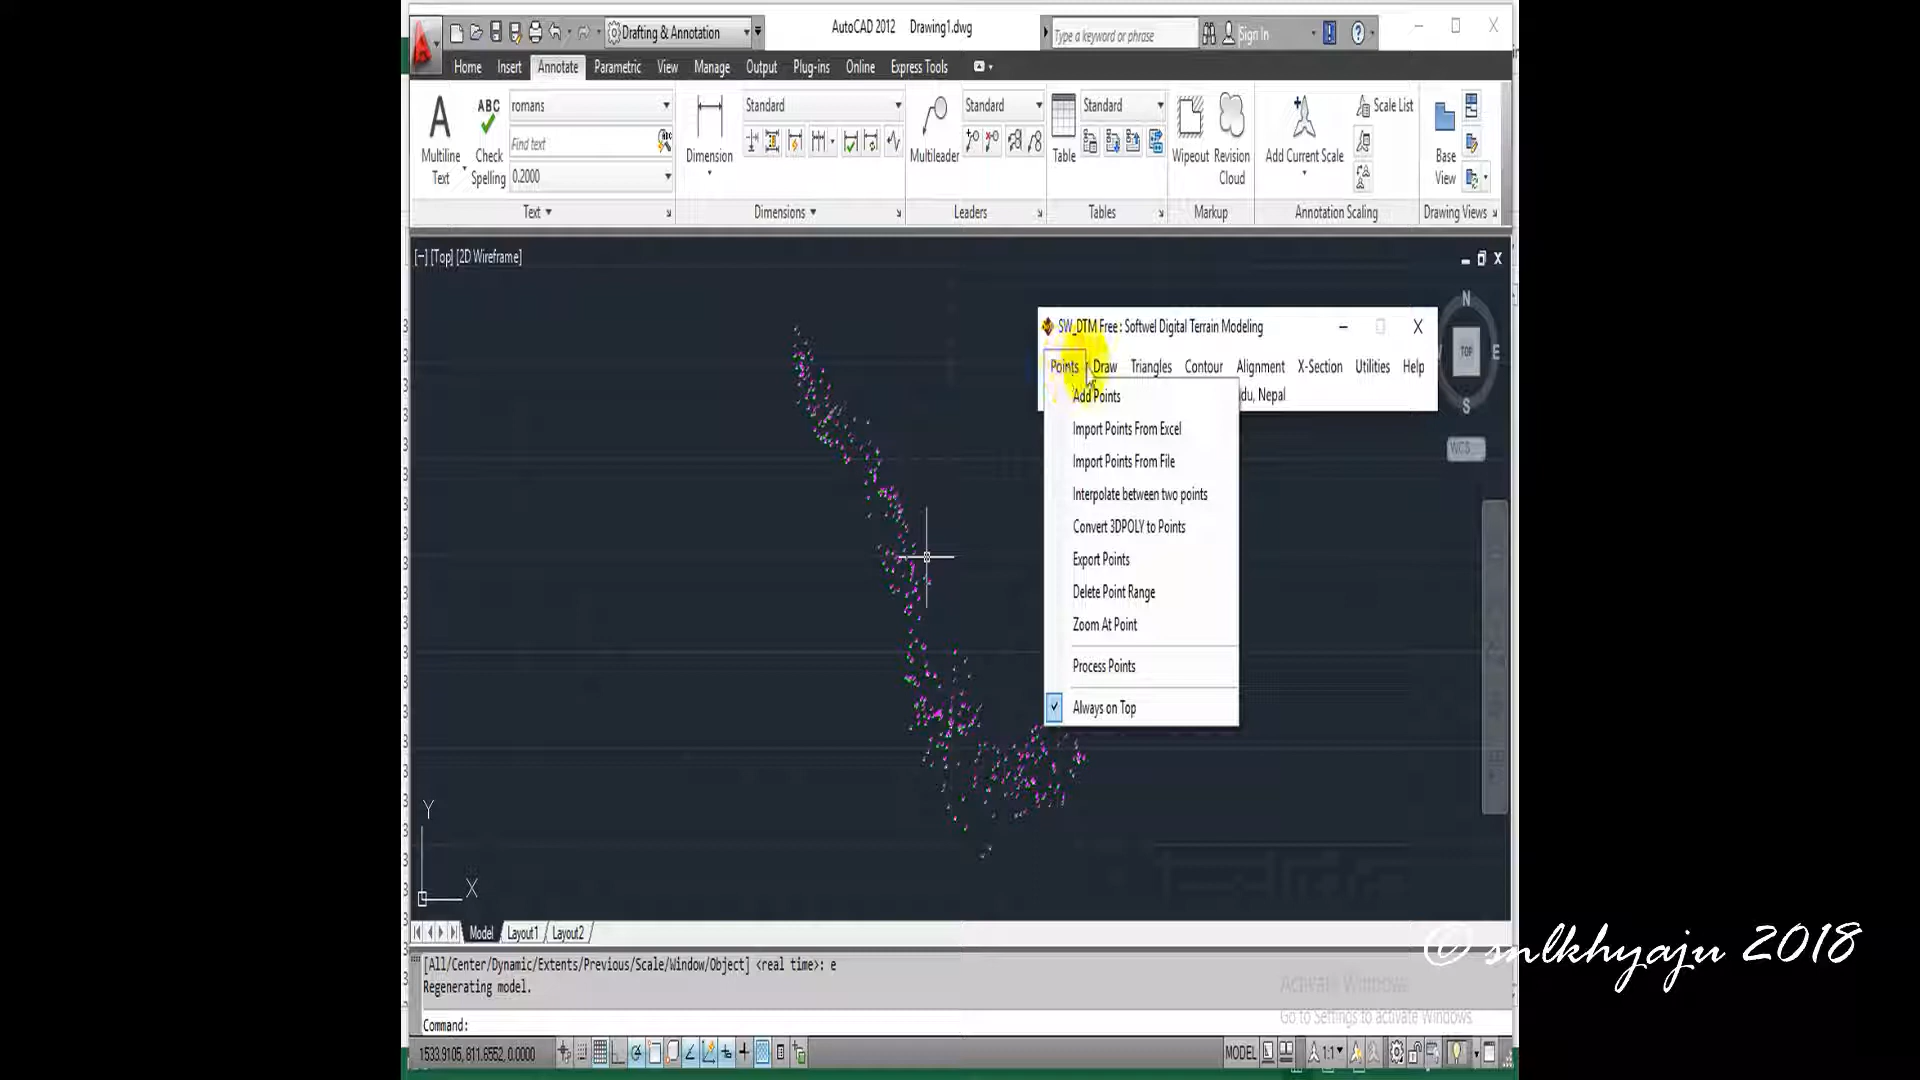 AutoCAD 2012 Drawing1.dwg
Drafting & Annotation
Type a keyword or phrase
Sign In
Home Insert Annotate Parametric View Manage Output Plug-ins Online Express Tools
A
Multiline
Text
ABC
Check
Spelling
romans
Find text
0.2000
Dimension
Standard
Multileader
Standard
Table
Standard
Wipeout
Revision
Cloud
Add Current Scale
Scale List
Base
View
Text
Dimensions
Leaders
Tables
Markup
Annotation Scaling
Drawing Views
[–] [Top] [2D Wireframe]
N
TOP
E
S
WCS
SW_DTM Free : Softwel Digital Terrain Modeling
Points Draw Triangles Contour Alignment X-Section Utilities Help
du, Nepal
Add Points
Import Points From Excel
Import Points From File
Interpolate between two points
Convert 3DPOLY to Points
Export Points
Delete Point Range
Zoom At Point
Process Points
Always on Top
Y
X
Model Layout1 Layout2
[All/Center/Dynamic/Extents/Previous/Scale/Window/Object] <real time>: e
Regenerating model.
Command:
Activate Windows
Go to Settings to activate Windows.
1533.9105, 811.6552, 0.0000
MODEL
1:1
© snlkhyaju 2018